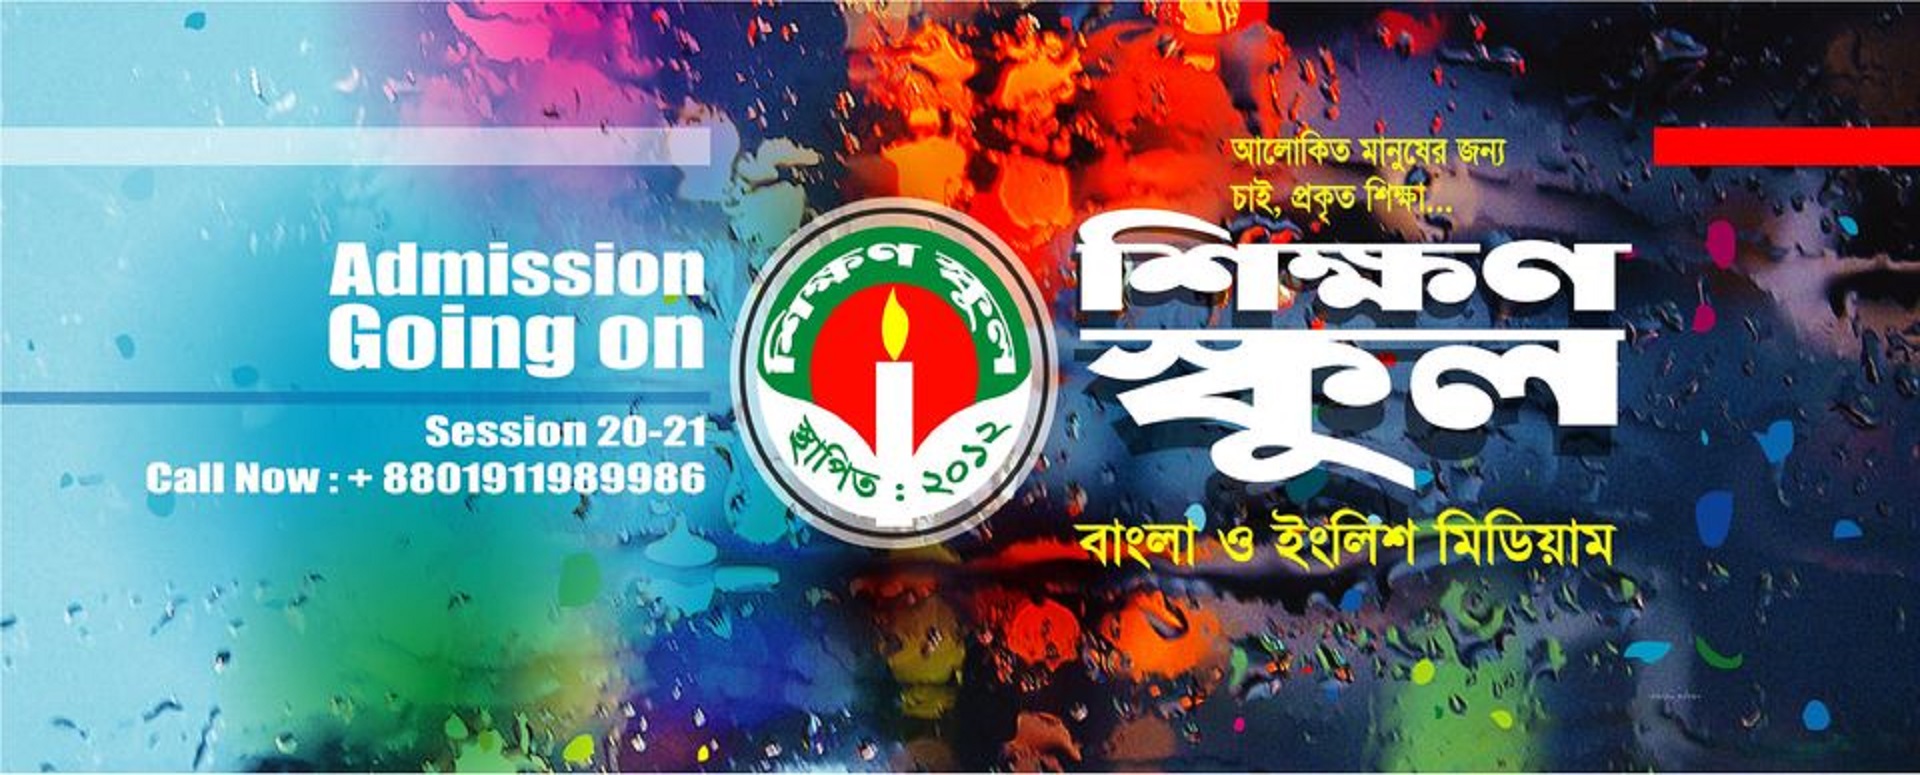 Admission
Going on
Session 20-21
Call Now : + 8801911989986
শিক্ষণ স্কুল
স্থাপিত : ২০১২
আলোকিত মানুষের জন্য
চাই, প্রকৃত শিক্ষা...
শিক্ষণ
স্কুল
বাংলা ও ইংলিশ মিডিয়াম